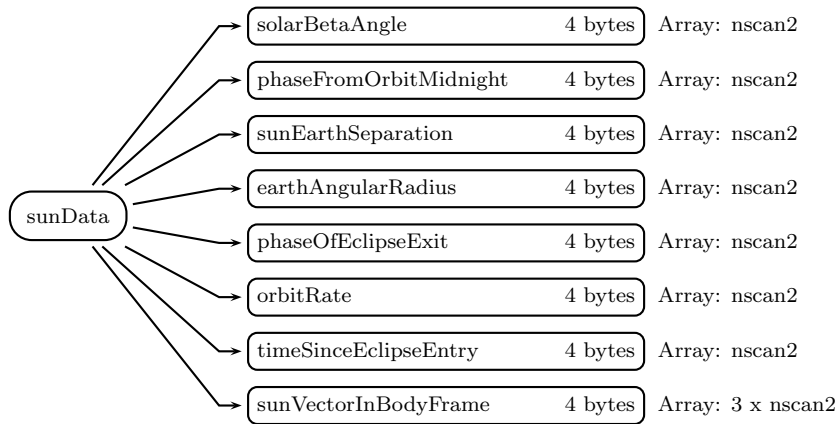 solarBetaAngle 4 bytes Array: nscan2
phaseFromOrbitMidnight 4 bytes Array: nscan2
sunEarthSeparation 4 bytes Array: nscan2
earthAngularRadius 4 bytes Array: nscan2
sunData
phaseOfEclipseExit 4 bytes Array: nscan2
orbitRate 4 bytes Array: nscan2
timeSinceEclipseEntry 4 bytes Array: nscan2
sunVectorInBodyFrame 4 bytes Array: 3 x nscan2